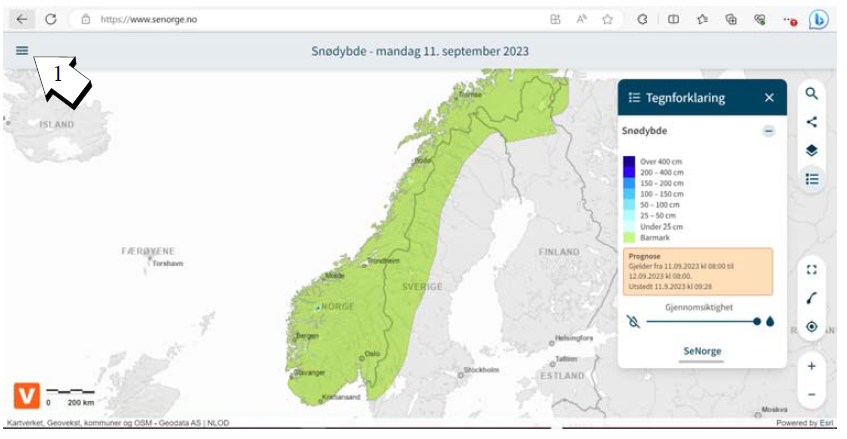 https://www.senorge.no
Snødybde - mandag 11. september 2023
1
Tegnforklaring
Snødybde
Over 400 cm
200 - 400 cm
150 - 200 cm
100 - 150 cm
50 - 100 cm
25 - 50 cm
Under 25 cm
Barmark
Prognose
Gjelder fra 11.09.2023 kl 08:00 til
12.09.2023 kl 08:00.
Utstedt 11.9.2023 kl 09:28
Gjennomsiktighet
SeNorge
ISLAND
Tromsø
Bodø
FÆRØYENE
Torshavn
Trondheim
FINLAND
Molde
SVERIGE
NORGE
Bergen
Helsingfors
Oslo
Tallinn
Stavanger
Stockholm
ESTLAND
Kristiansand
Moskva
V
0 200 km
Kartverket, Geovekst, kommuner og OSM - Geodata AS | NLOD
Powered by Esri